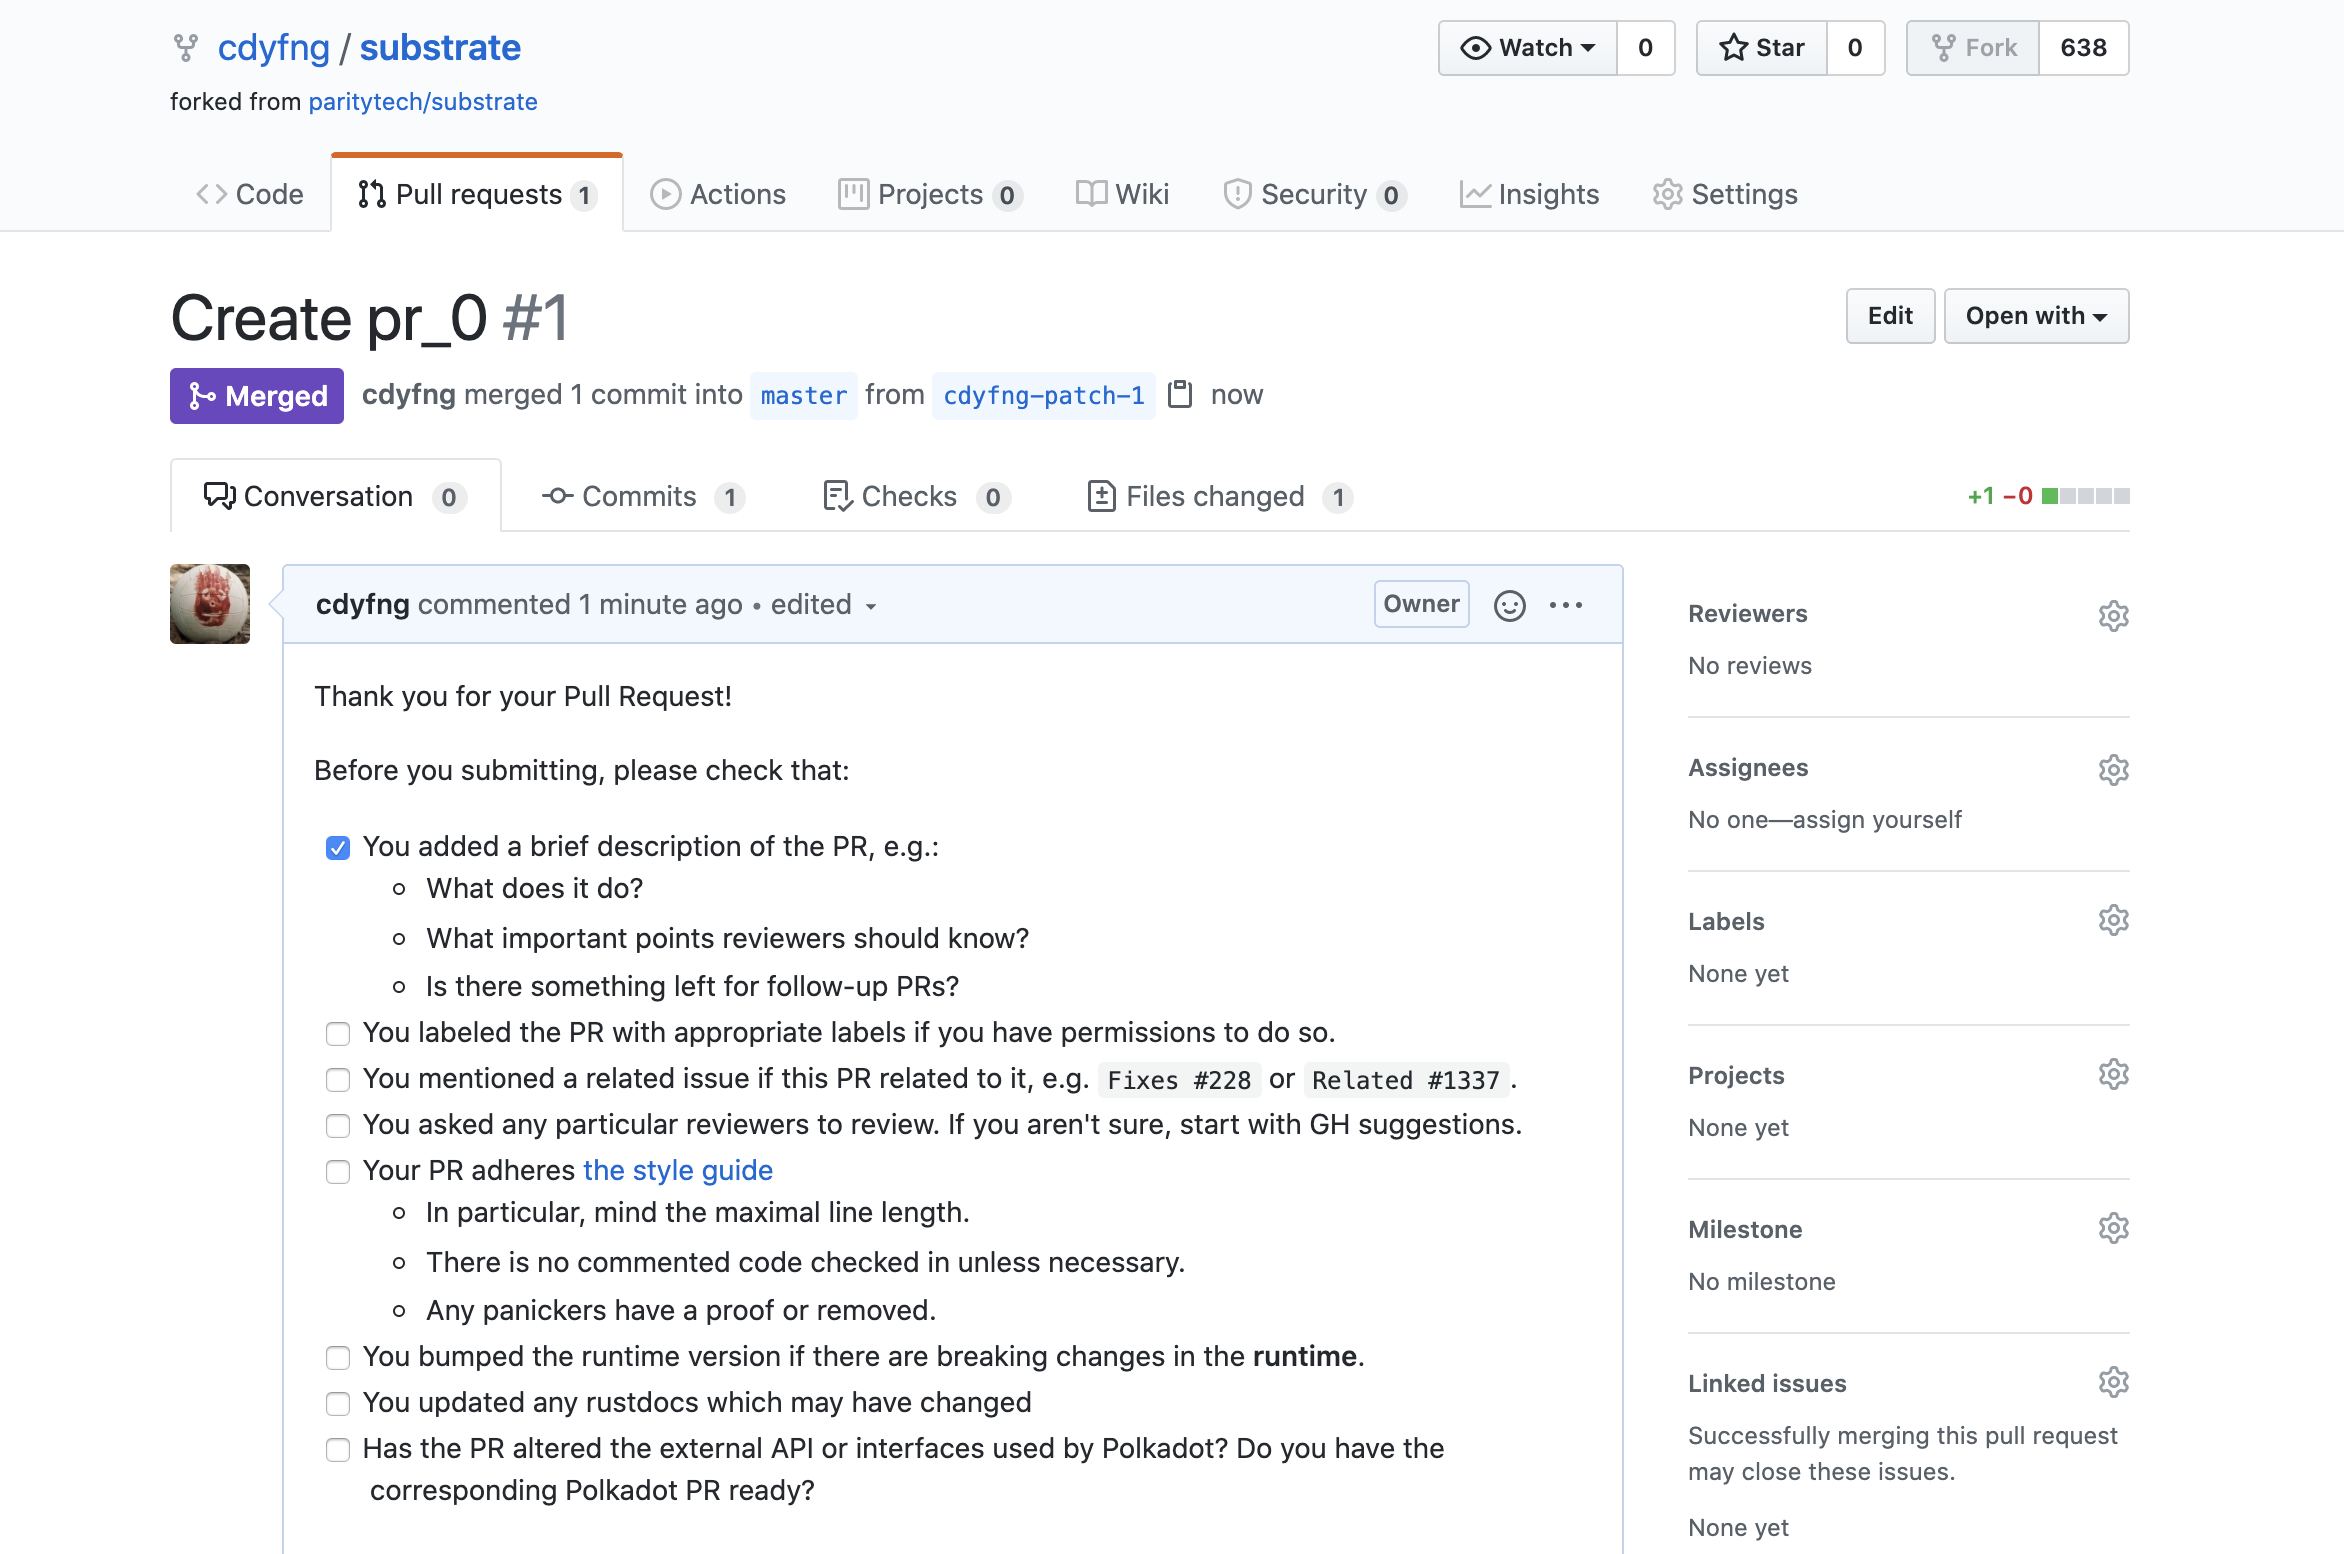 cdyfng / substrate
Watch 0 Star 0 Fork 638
forked from paritytech/substrate
Code Pull requests 1 Actions Projects 0 Wiki Security 0 Insights Settings
Create pr_0 #1
Edit Open with
Merged cdyfng merged 1 commit into master from cdyfng-patch-1 now
Conversation 0 Commits 1 Checks 0 Files changed 1 +1 −0
cdyfng commented 1 minute ago • edited Owner
Thank you for your Pull Request!
Before you submitting, please check that:
You added a brief description of the PR, e.g.:
What does it do?
What important points reviewers should know?
Is there something left for follow-up PRs?
You labeled the PR with appropriate labels if you have permissions to do so.
You mentioned a related issue if this PR related to it, e.g. Fixes #228 or Related #1337 .
You asked any particular reviewers to review. If you aren't sure, start with GH suggestions.
Your PR adheres the style guide
In particular, mind the maximal line length.
There is no commented code checked in unless necessary.
Any panickers have a proof or removed.
You bumped the runtime version if there are breaking changes in the runtime.
You updated any rustdocs which may have changed
Has the PR altered the external API or interfaces used by Polkadot? Do you have the
corresponding Polkadot PR ready?
Reviewers
No reviews
Assignees
No one—assign yourself
Labels
None yet
Projects
None yet
Milestone
No milestone
Linked issues
Successfully merging this pull request
may close these issues.
None yet